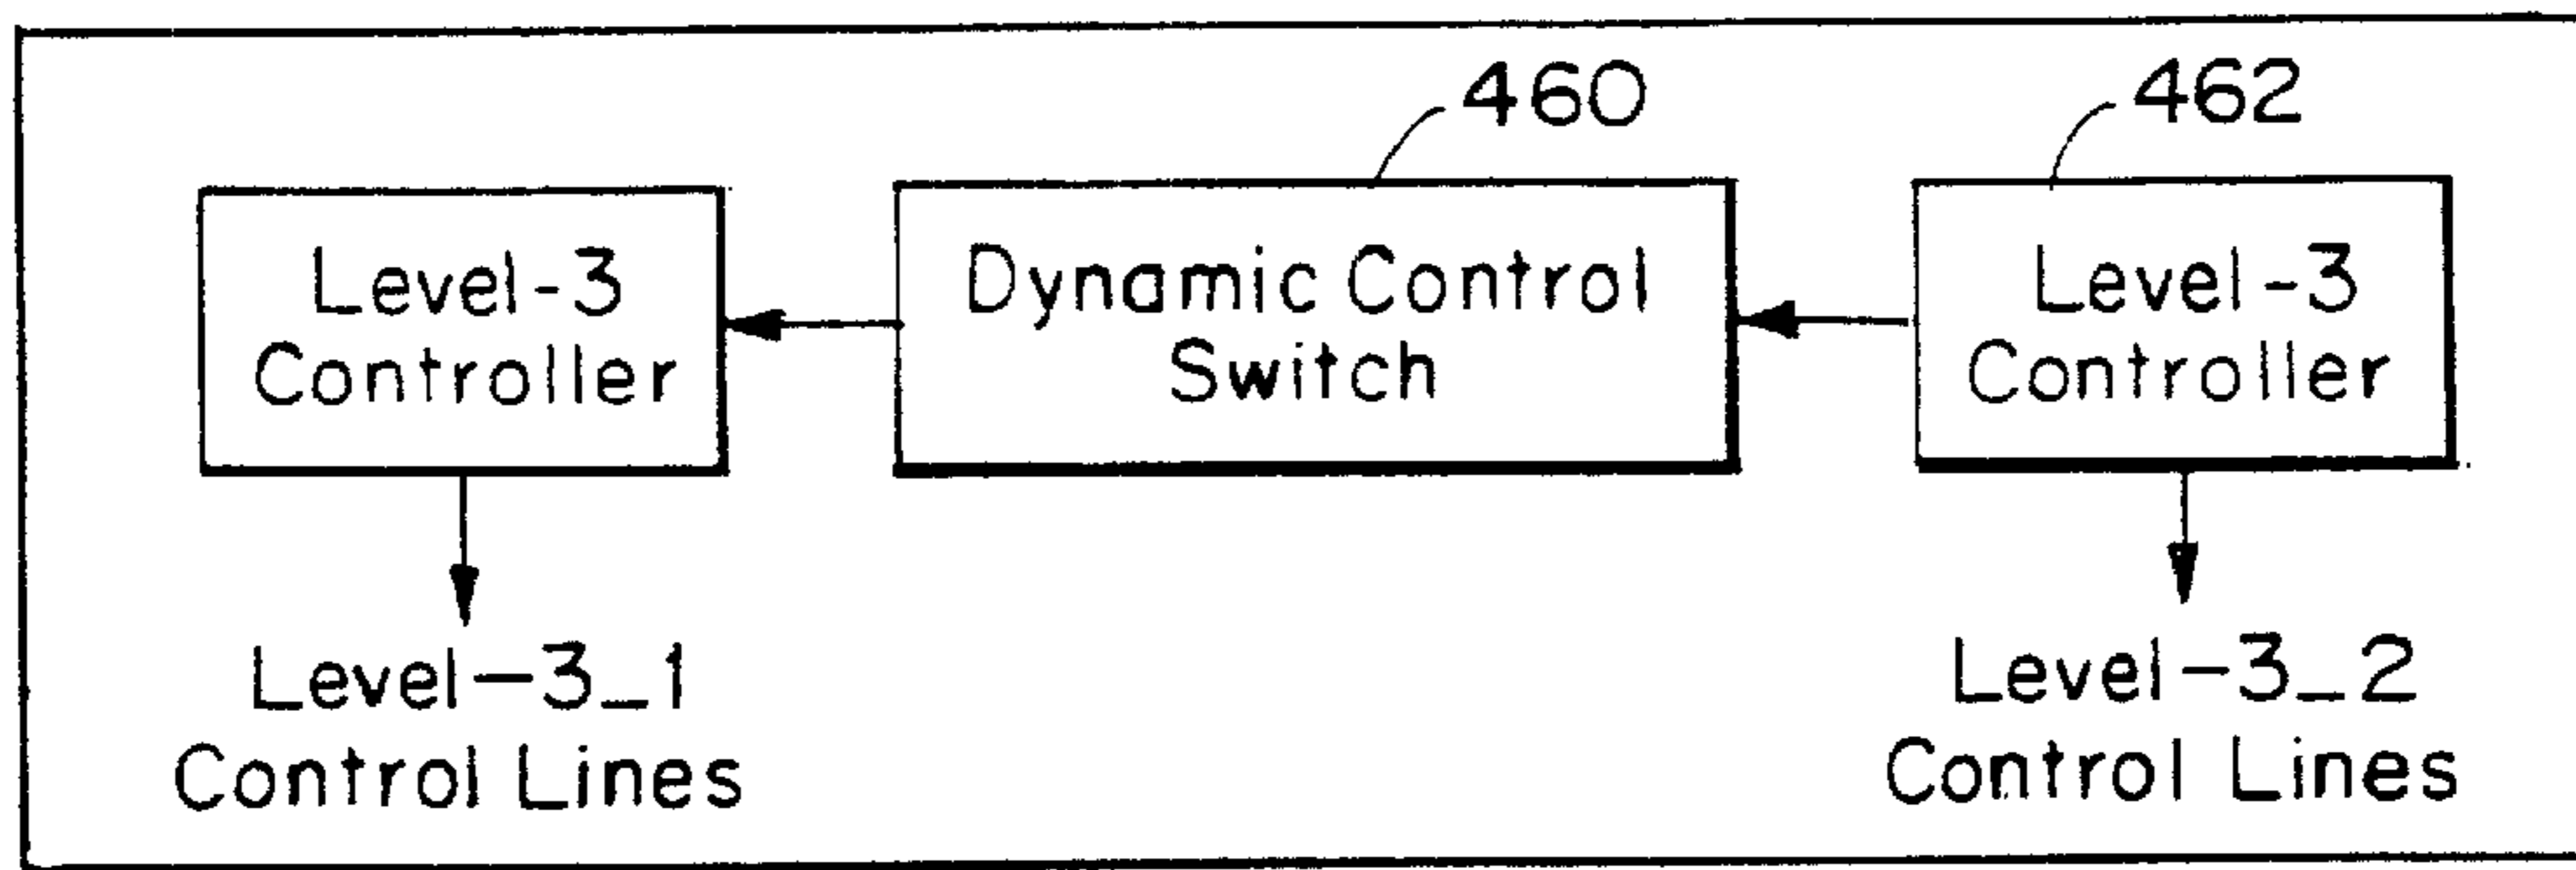 460
462
Level-3
Controller
Dynamic Control
Switch
Level-3
Controller
Level-3_1
Control Lines
Level-3_2
Control Lines